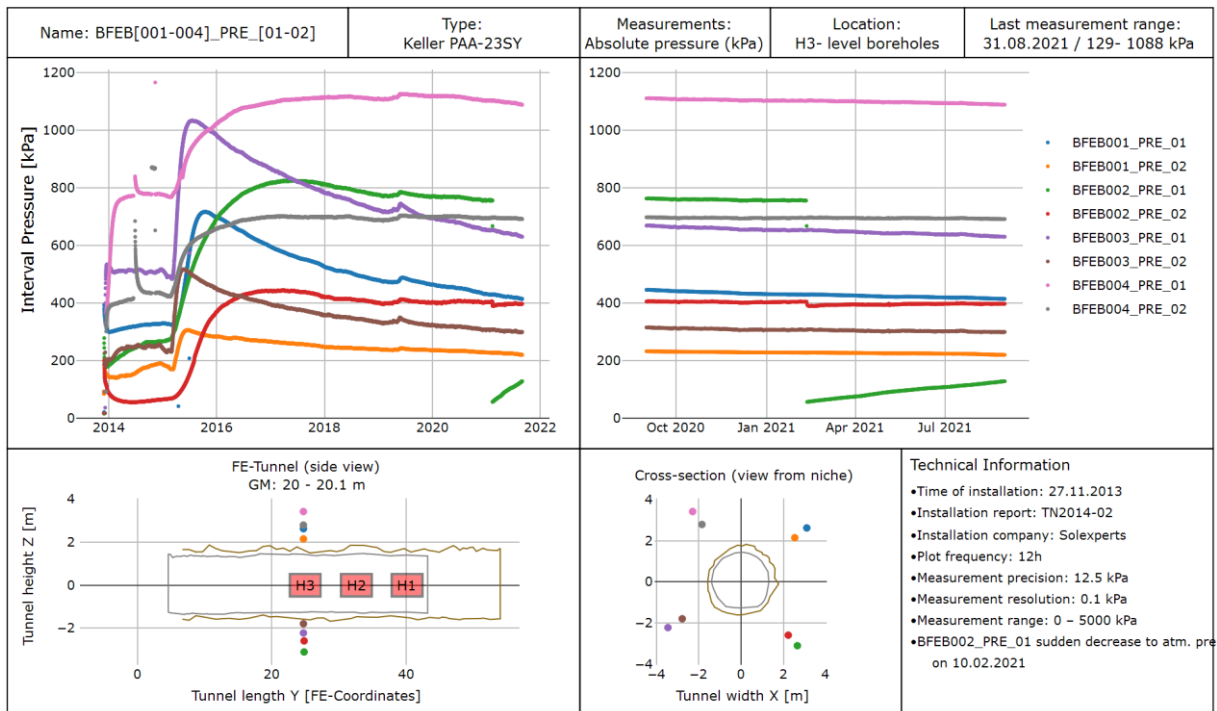 Name: BFEB[001-004]_PRE_[01-02]
Type:
Keller PAA-23SY
Measurements:
Absolute pressure (kPa)
Location:
H3- level boreholes
Last measurement range:
31.08.2021 / 129- 1088 kPa
Interval Pressure [kPa]
1200
1000
800
600
400
200
0
2014
2016
2018
2020
2022
1200
1000
800
600
400
200
0
Oct 2020
Jan 2021
Apr 2021
Jul 2021
BFEB001_PRE_01
BFEB001_PRE_02
BFEB002_PRE_01
BFEB002_PRE_02
BFEB003_PRE_01
BFEB003_PRE_02
BFEB004_PRE_01
BFEB004_PRE_02
FE-Tunnel (side view)
GM: 20 - 20.1 m
Tunnel height Z [m]
4
2
0
−2
H3
H2
H1
0
20
40
Tunnel length Y [FE-Coordinates]
Cross-section (view from niche)
4
2
0
−2
−4
−4
−2
0
2
4
Tunnel width X [m]
Technical Information
•Time of installation: 27.11.2013
•Installation report: TN2014-02
•Installation company: Solexperts
•Plot frequency: 12h
•Measurement precision: 12.5 kPa
•Measurement resolution: 0.1 kPa
•Measurement range: 0 – 5000 kPa
•BFEB002_PRE_01 sudden decrease to atm. pre
on 10.02.2021